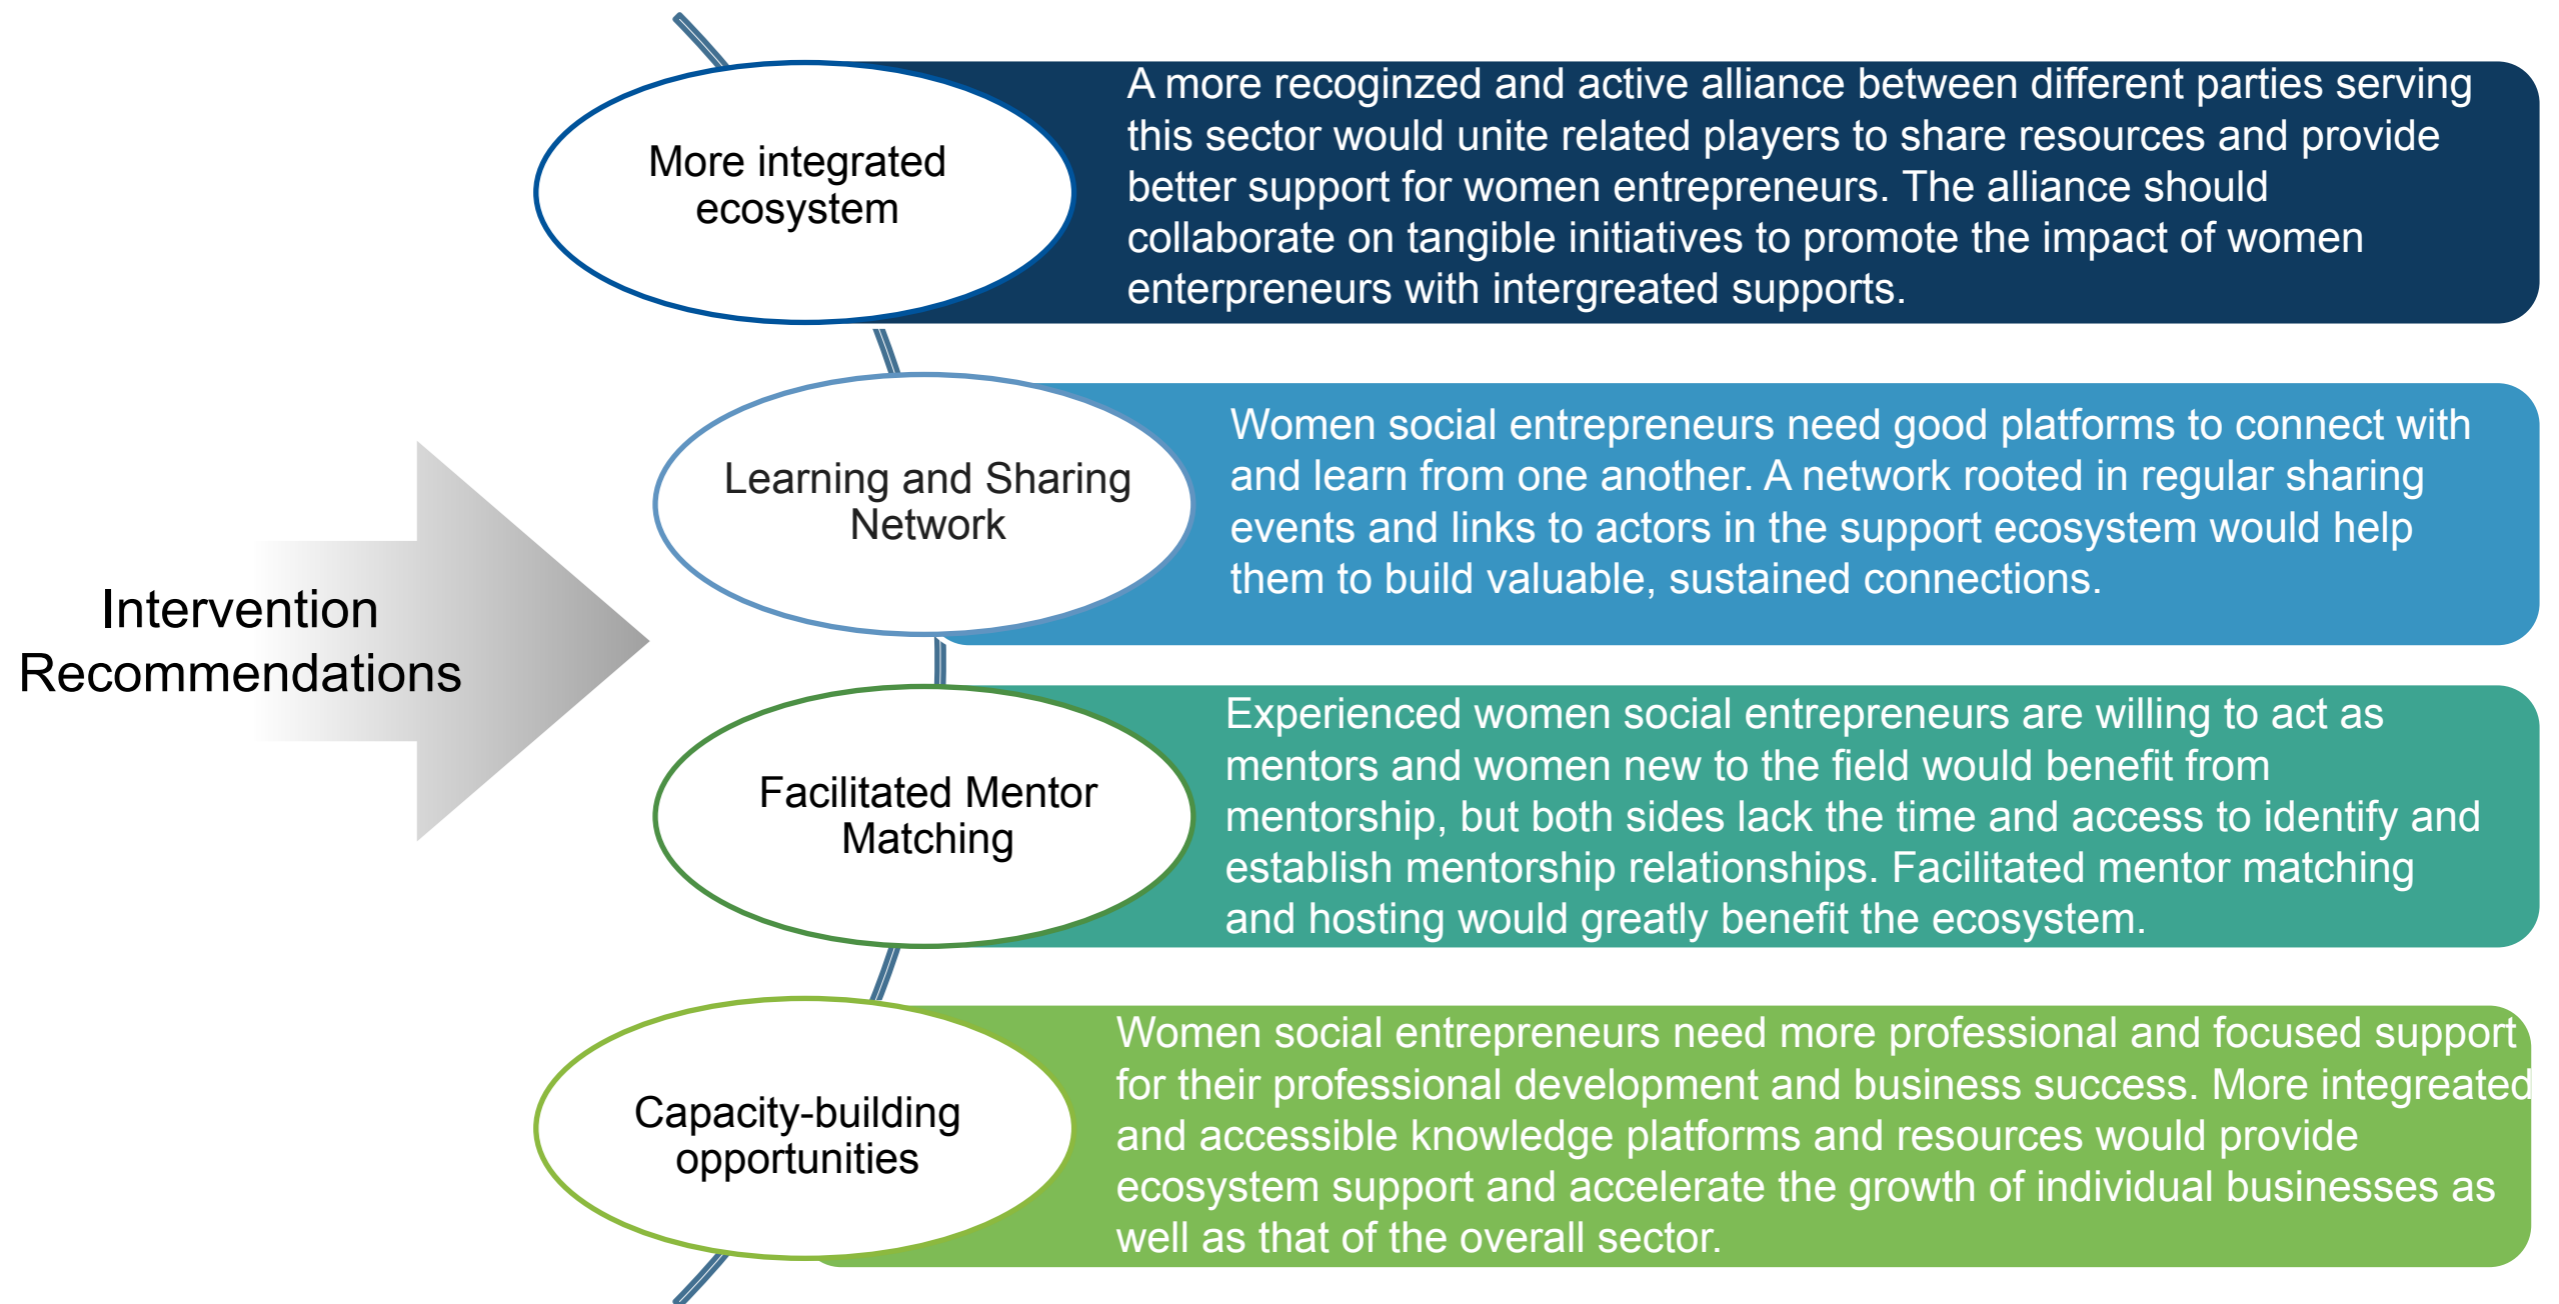 Intervention
Recommendations
More integrated
ecosystem
A more recoginzed and active alliance between different parties serving
this sector would unite related players to share resources and provide
better support for women entrepreneurs. The alliance should
collaborate on tangible initiatives to promote the impact of women
enterpreneurs with intergreated supports.
Learning and Sharing
Network
Women social entrepreneurs need good platforms to connect with
and learn from one another. A network rooted in regular sharing
events and links to actors in the support ecosystem would help
them to build valuable, sustained connections.
Facilitated Mentor
Matching
Experienced women social entrepreneurs are willing to act as
mentors and women new to the field would benefit from
mentorship, but both sides lack the time and access to identify and
establish mentorship relationships. Facilitated mentor matching
and hosting would greatly benefit the ecosystem.
Capacity-building
opportunities
Women social entrepreneurs need more professional and focused support
for their professional development and business success. More integreated
and accessible knowledge platforms and resources would provide
ecosystem support and accelerate the growth of individual businesses as
well as that of the overall sector.